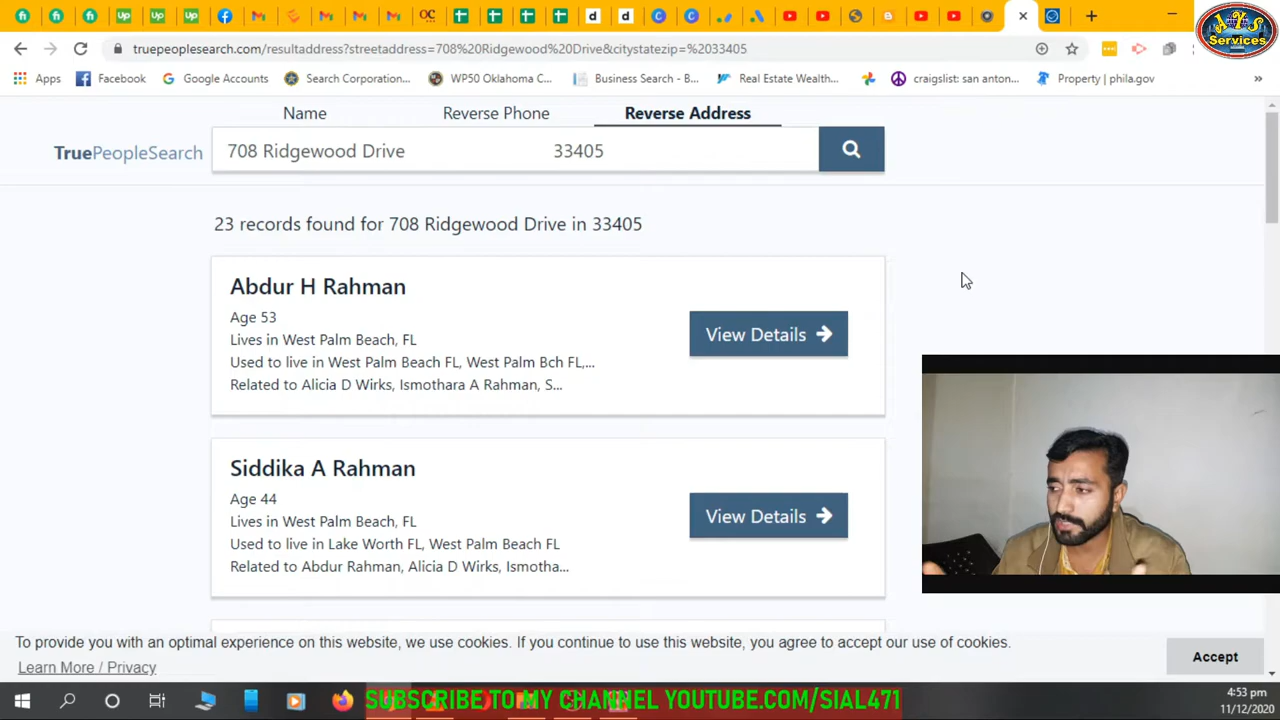 AYS
Services
truepeoplesearch.com/resultaddress?streetaddress=708%20Ridgewood%20Drive&citystatezip=%2033405
Apps Facebook Google Accounts Search Corporation... WP50 Oklahoma C... Business Search - B... Real Estate Wealth... craigslist: san anton... Property | phila.gov »
Name Reverse Phone Reverse Address
TruePeopleSearch 708 Ridgewood Drive 33405
23 records found for 708 Ridgewood Drive in 33405
Abdur H Rahman
Age 53
Lives in West Palm Beach, FL
View Details
Used to live in West Palm Beach FL, West Palm Bch FL,...
Related to Alicia D Wirks, Ismothara A Rahman, S...
Siddika A Rahman
Age 44
Lives in West Palm Beach, FL
View Details
Used to live in Lake Worth FL, West Palm Beach FL
Related to Abdur Rahman, Alicia D Wirks, Ismotha...
To provide you with an optimal experience on this website, we use cookies. If you continue to use this website, you agree to accept our use of cookies.
Learn More / Privacy
Accept
SUBSCRIBE TO MY CHANNEL YOUTUBE.COM/SIAL471
4:53 pm
11/12/2020